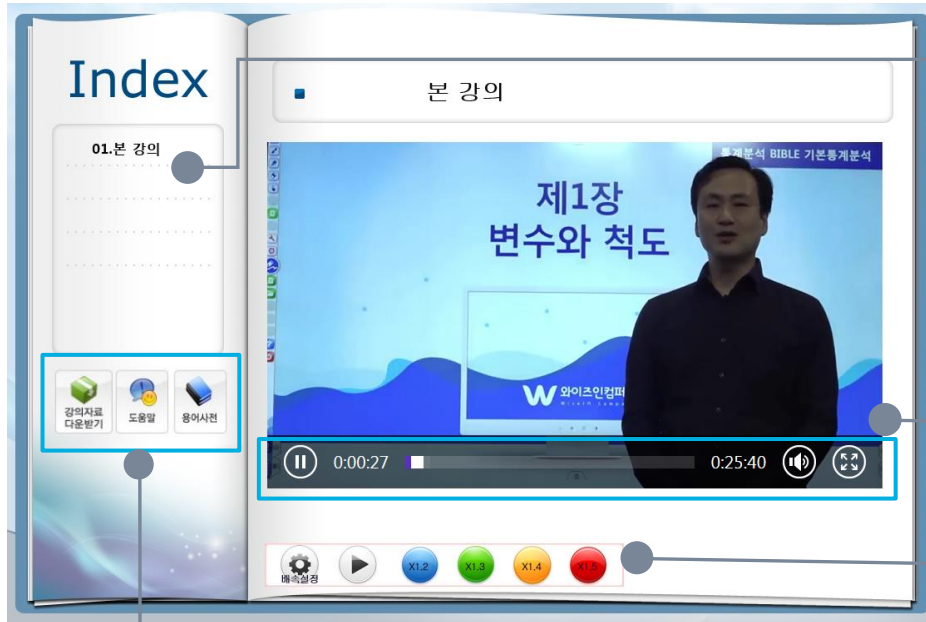 Index
01.본 강의
강의자료
다운받기
도움말
용어사전
본 강의
통계분석 BIBLE 기본통계분석
제1장
변수와 척도
W 와이즈인컴퍼
0:00:27
0:25:40
배속설정
X1.2
X1.3
X1.4
X1.5